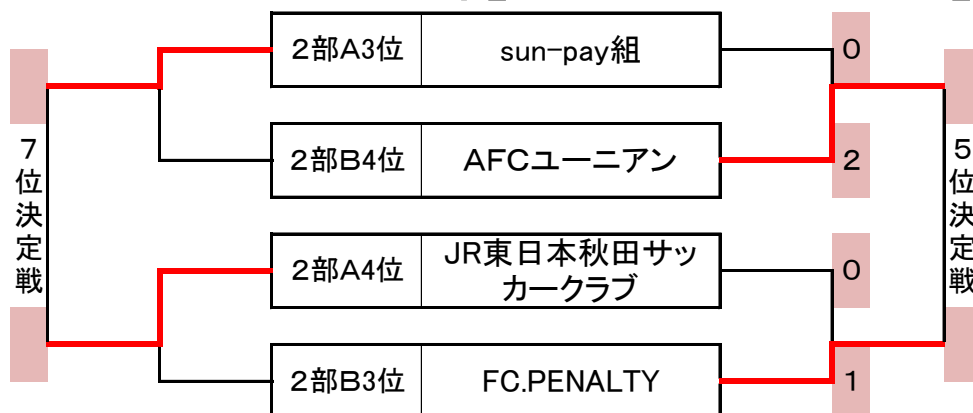 2部A3位
sun-pay組
0
2部B4位
AFCユーニアン
2
7位決定戦
5位決定戦
2部A4位
JR東日本秋田サッ
カークラブ
0
2部B3位
FC.PENALTY
1